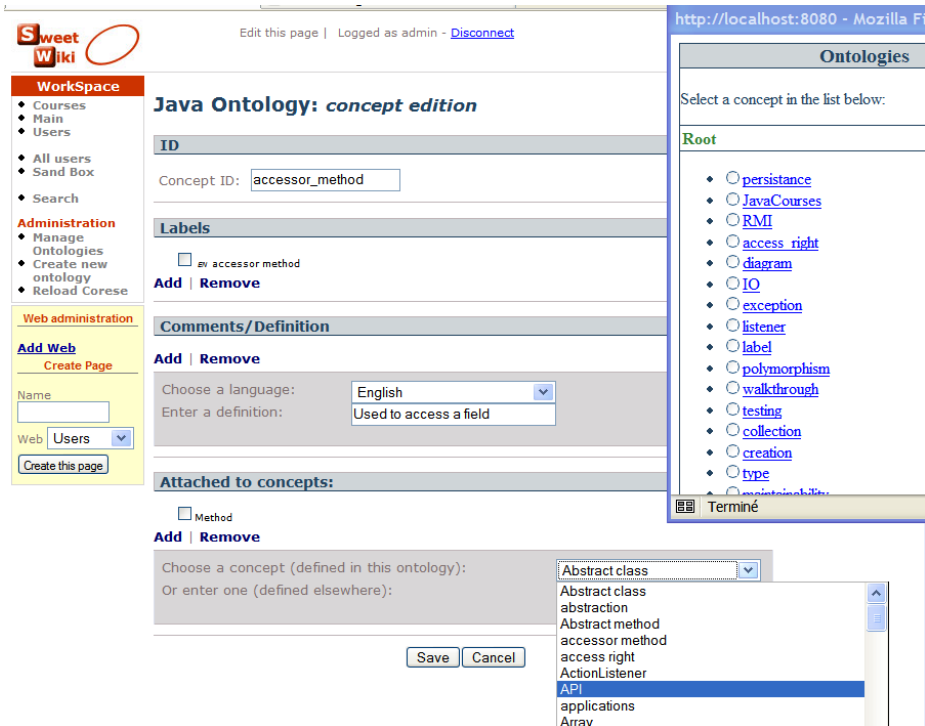 Sweet
Wiki
Edit this page | Logged as admin - Disconnect
WorkSpace
Courses
Main
Users
All users
Sand Box
Search
Administration
Manage
Ontologies
Create new
ontology
Reload Corese
Web administration
Add Web
Create Page
Name
Web Users
Create this page
Java Ontology: concept edition
ID
Concept ID: accessor_method
Labels
EN accessor method
Add | Remove
Comments/Definition
Add | Remove
Choose a language: English
Enter a definition: Used to access a field
Attached to concepts:
Method
Add | Remove
Choose a concept (defined in this ontology): Abstract class
Or enter one (defined elsewhere):
Abstract class
abstraction
Abstract method
accessor method
access right
ActionListener
API
applications
Array
Save Cancel
http://localhost:8080 - Mozilla Fi
Ontologies
Select a concept in the list below:
Root
persistance
JavaCourses
RMI
access_right
diagram
IO
exception
listener
label
polymorphism
walkthrough
testing
collection
creation
type
maintainability
Terminé